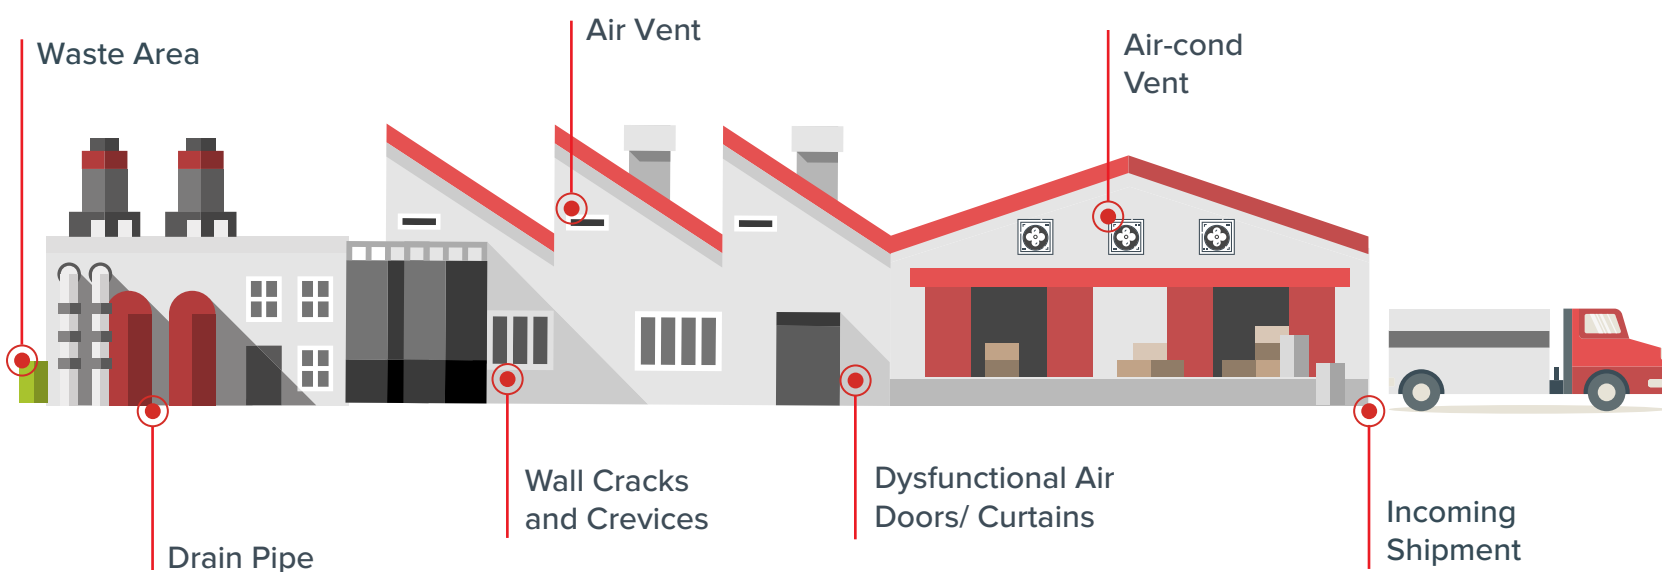 Waste Area
Air Vent
Air-cond
Vent
Wall Cracks
and Crevices
Dysfunctional Air
Doors/ Curtains
Incoming
Shipment
Drain Pipe